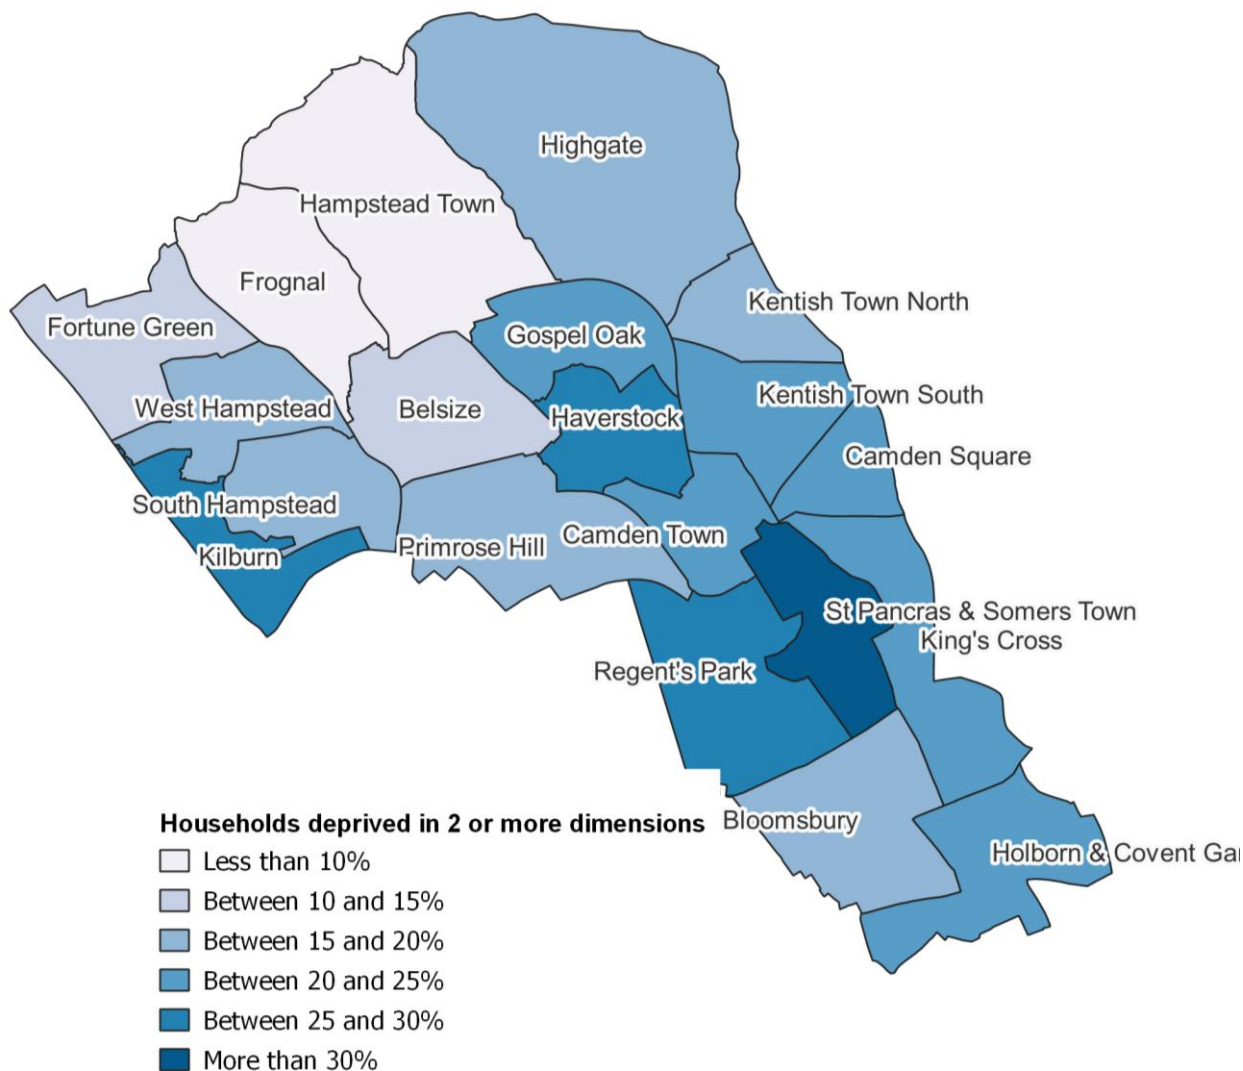 Highgate
Hampstead Town
Frognal
Kentish Town North
Fortune Green
Gospel Oak
Kentish Town South
West Hampstead
Belsize
Haverstock
Camden Square
South Hampstead
Camden Town
Primrose Hill
Kilburn
St Pancras & Somers Town
King's Cross
Regent's Park
Bloomsbury
Holborn & Covent Gar
Households deprived in 2 or more dimensions
Less than 10%
Between 10 and 15%
Between 15 and 20%
Between 20 and 25%
Between 25 and 30%
More than 30%